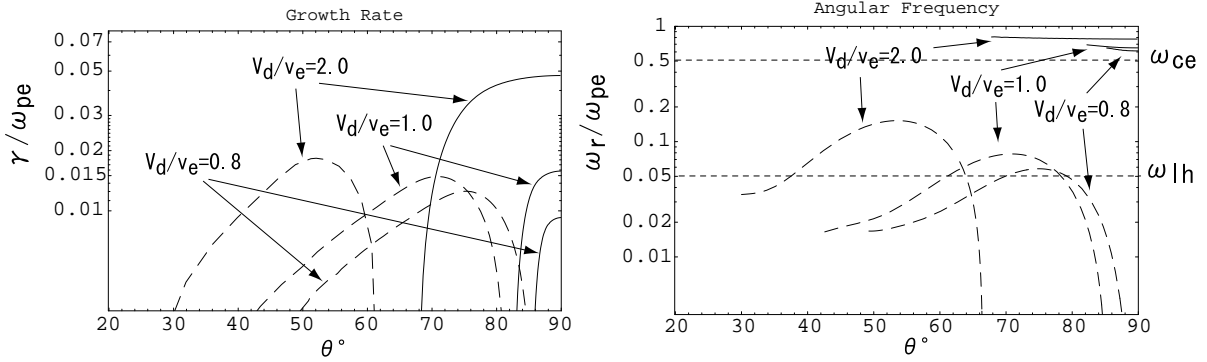 Growth Rate
0.07
0.05
0.03
0.02
0.015
0.01
γ/ωpe
Vd/ve=2.0
Vd/ve=1.0
Vd/ve=0.8
20 30 40 50 60 70 80 90
θ°
Angular Frequency
1
0.5
0.2
0.1
0.05
0.02
0.01
ωr/ωpe
Vd/ve=2.0
Vd/ve=1.0
Vd/ve=0.8
ωce
ωlh
20 30 40 50 60 70 80 90
θ°